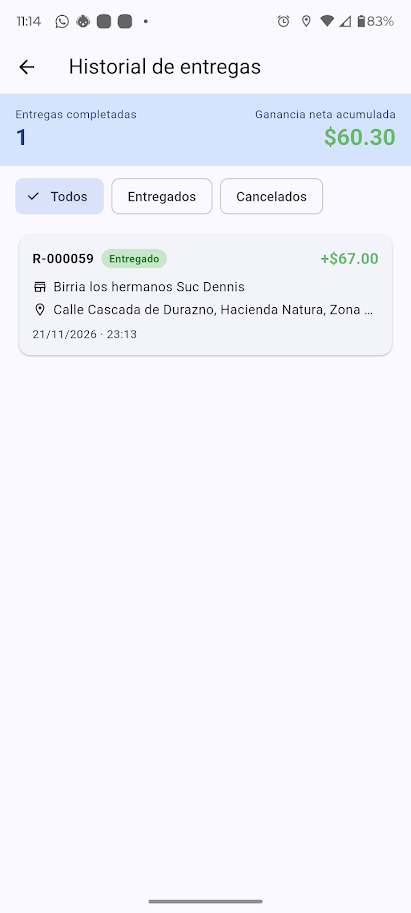 11:14
83%
Historial de entregas
Entregas completadas
Ganancia neta acumulada
1
$60.30
Todos
Entregados
Cancelados
R-000059
Entregado
+$67.00
Birria los hermanos Suc Dennis
Calle Cascada de Durazno, Hacienda Natura, Zona ...
21/11/2026 · 23:13